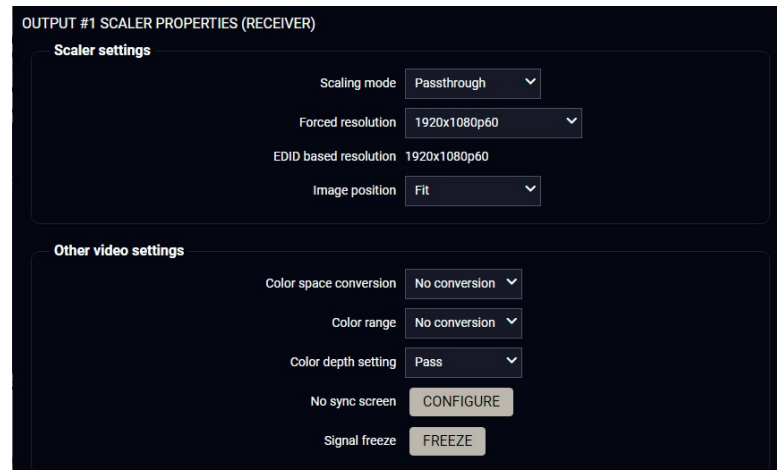 OUTPUT #1 SCALER PROPERTIES (RECEIVER)
Scaler settings
Scaling mode Passthrough
Forced resolution 1920x1080p60
EDID based resolution 1920x1080p60
Image position Fit
Other video settings
Color space conversion No conversion
Color range No conversion
Color depth setting Pass
No sync screen CONFIGURE
Signal freeze FREEZE